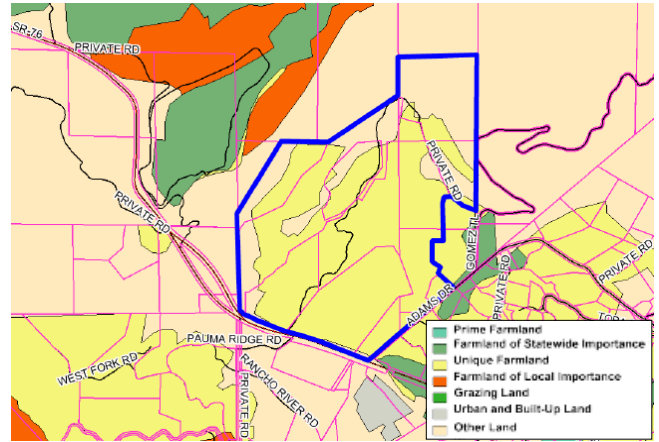 SR-76
PRIVATE RD
PRIVATE RD
PRIVATE RD
GOMEZ TL
PRIVATE RD
PRIVATE RD
ADAMS DR
PAUMA RIDGE RD
WEST FORK RD
RANCHO RIVER RD
PRIVATE RD
Prime Farmland
Farmland of Statewide Importance
Unique Farmland
Farmland of Local Importance
Grazing Land
Urban and Built-Up Land
Other Land